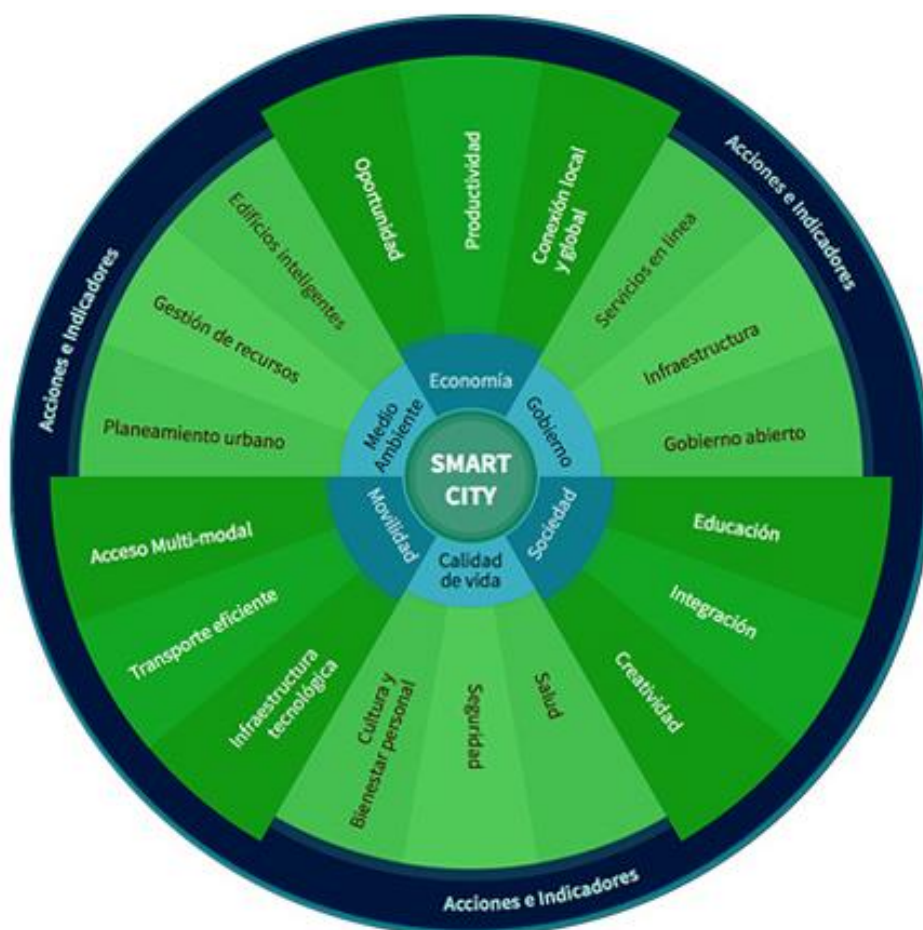 SMART
CITY
Economía
Gobierno
Sociedad
Calidad
de vida
Movilidad
Medio
Ambiente
Oportunidad
Productividad
Conexión local
y global
Servicios en línea
Infraestructura
Gobierno abierto
Educación
Integración
Creatividad
Salud
Seguridad
Cultura y
Bienestar personal
Infraestructura
tecnológica
Transporte eficiente
Acceso Multi-modal
Planeamiento urbano
Gestión de recursos
Edificios inteligentes
Acciones e Indicadores
Acciones e Indicadores
Acciones e Indicadores